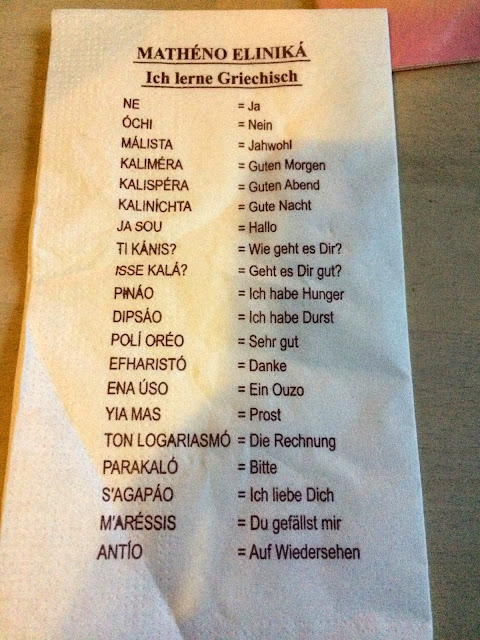 MATHÉNO ELINIKÁ
Ich lerne Griechisch
NE = Ja
ÓCHI = Nein
MÁLISTA = Jahwohl
KALIMÉRA = Guten Morgen
KALISPÉRA = Guten Abend
KALINÍCHTA = Gute Nacht
JA SOU = Hallo
TI KÁNIS? = Wie geht es Dir?
ISSE KALÁ? = Geht es Dir gut?
PINÁO = Ich habe Hunger
DIPSÁO = Ich habe Durst
POLÍ ORÉO = Sehr gut
EFHARISTÓ = Danke
ENA ÚSO = Ein Ouzo
YIA MAS = Prost
TON LOGARIASMÓ = Die Rechnung
PARAKALÓ = Bitte
S'AGAPÁO = Ich liebe Dich
M'ARÉSSIS = Du gefällst mir
ANTÍO = Auf Wiedersehen